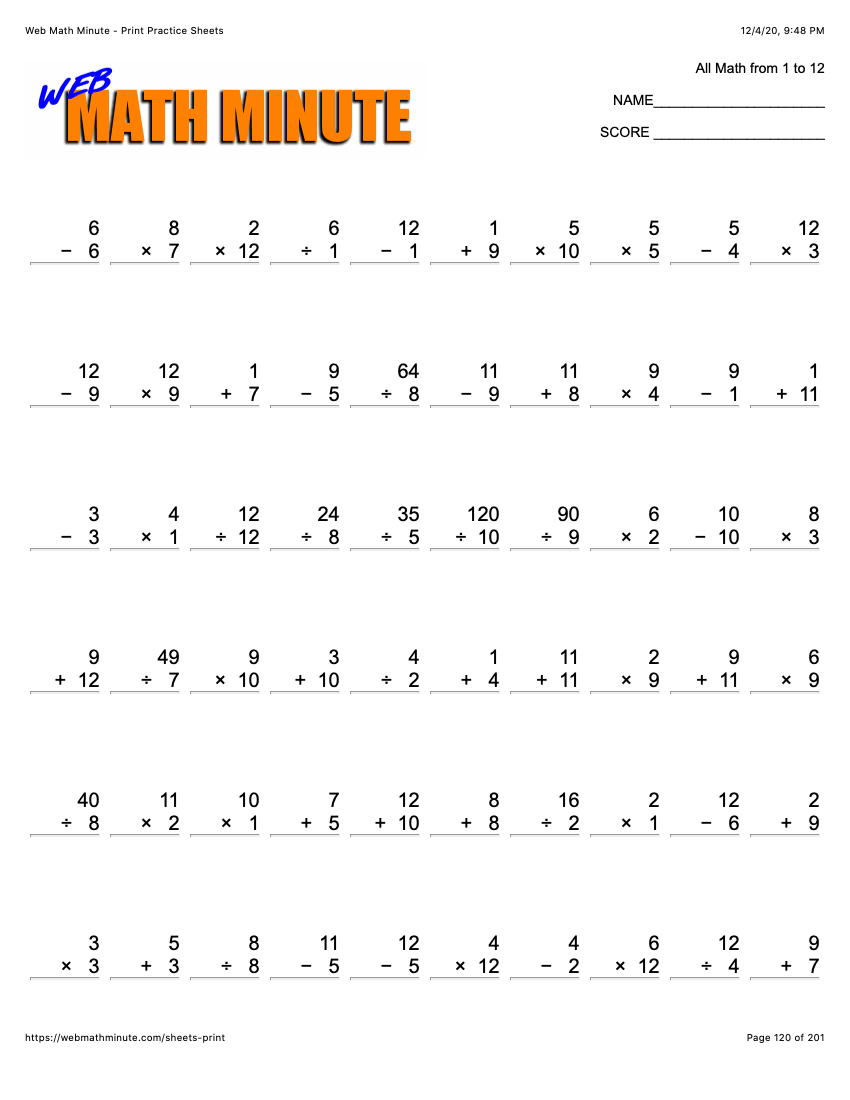 Web Math Minute - Print Practice Sheets 12/4/20, 9:48 PM
WEB
MATH MINUTE
All Math from 1 to 12
NAME______________________
SCORE ______________________
6 8 2 6 12 1 5 5 5 12
− 6 × 7 × 12 ÷ 1 − 1 + 9 × 10 × 5 − 4 × 3
12 12 1 9 64 11 11 9 9 1
− 9 × 9 + 7 − 5 ÷ 8 − 9 + 8 × 4 − 1 + 11
3 4 12 24 35 120 90 6 10 8
− 3 × 1 ÷ 12 ÷ 8 ÷ 5 ÷ 10 ÷ 9 × 2 − 10 × 3
9 49 9 3 4 1 11 2 9 6
+ 12 ÷ 7 × 10 + 10 ÷ 2 + 4 + 11 × 9 + 11 × 9
40 11 10 7 12 8 16 2 12 2
÷ 8 × 2 × 1 + 5 + 10 + 8 ÷ 2 × 1 − 6 + 9
3 5 8 11 12 4 4 6 12 9
× 3 + 3 ÷ 8 − 5 − 5 × 12 − 2 × 12 ÷ 4 + 7
https://webmathminute.com/sheets-print Page 120 of 201